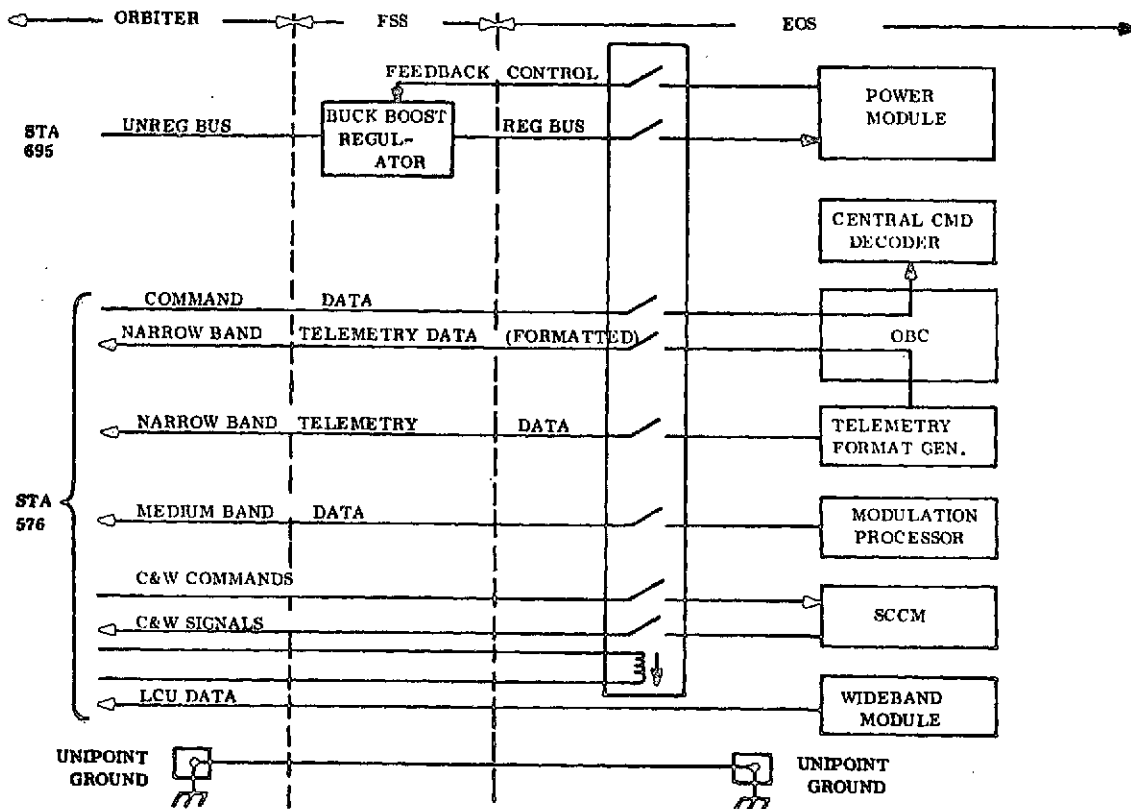 ORBITER FSS EOS
FEEDBACK CONTROL
POWER
MODULE
STA
695
UNREG BUS
BUCK BOOST
REGUL-
ATOR
REG BUS
CENTRAL CMD
DECODER
COMMAND DATA
NARROW BAND TELEMETRY DATA (FORMATTED)
OBC
NARROW BAND TELEMETRY DATA
TELEMETRY
FORMAT GEN.
STA
576
MEDIUM BAND DATA
MODULATION
PROCESSOR
C&W COMMANDS
C&W SIGNALS
SCCM
LCU DATA
WIDEBAND
MODULE
UNIPOINT
GROUND
UNIPOINT
GROUND